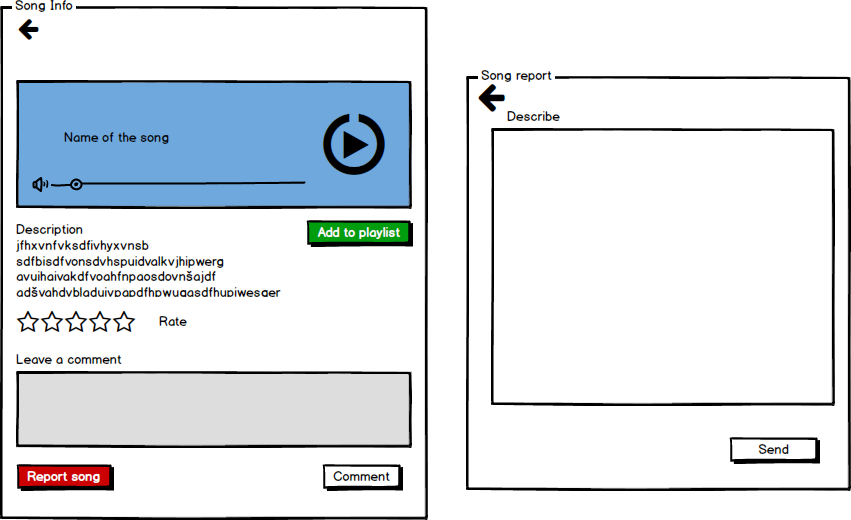 Song Info
Name of the song
Description
Add to playlist
jfhxvnfvksdfivhyxvnsb
sdfbisdfvonsdvhspuidvalkvjhipwerg
avuihaivakdfvoahfnpaosdovnšajdf
adšvahdvbladuivpapdfhpwuqasdfhupiwesqer
Rate
Leave a comment
Report song
Comment
Song report
Describe
Send